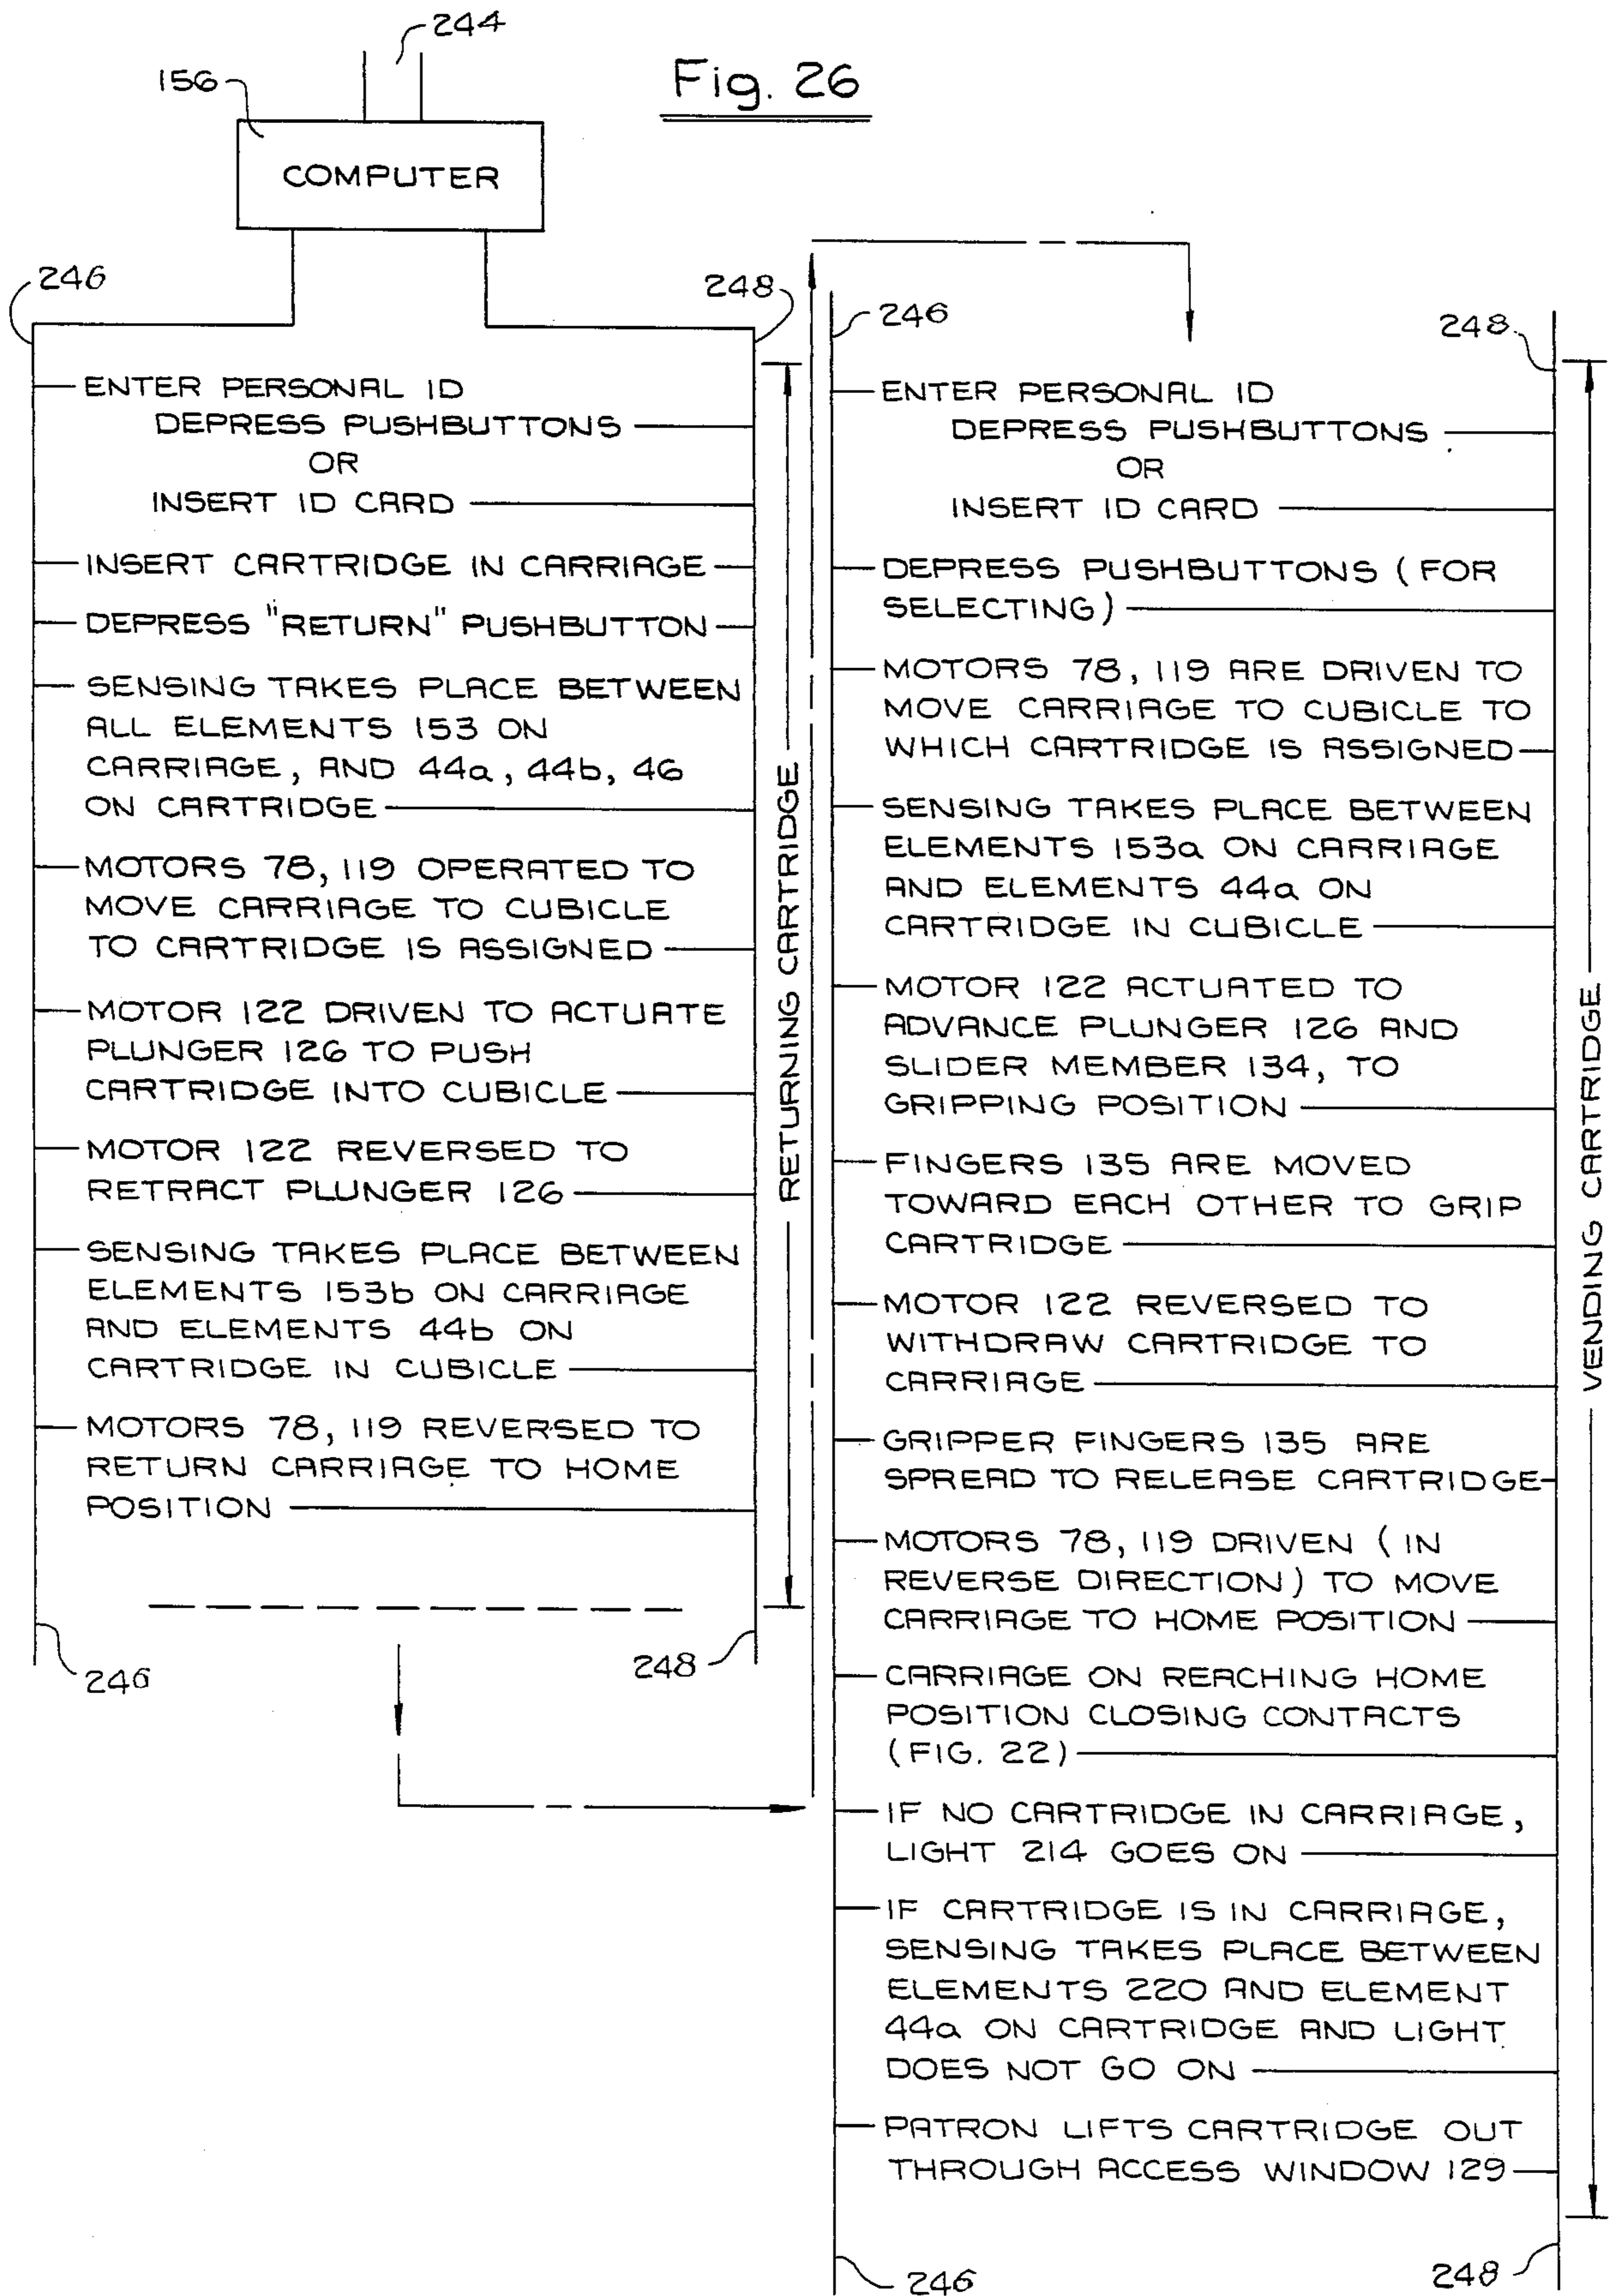 244
156
Fig. 26
COMPUTER
246
248
ENTER PERSONAL ID
DEPRESS PUSHBUTTONS
OR
INSERT ID CARD
INSERT CARTRIDGE IN CARRIAGE
DEPRESS "RETURN" PUSHBUTTON
SENSING TAKES PLACE BETWEEN
ALL ELEMENTS 153 ON
CARRIAGE, AND 44a, 44b, 46
ON CARTRIDGE
MOTORS 78, 119 OPERATED TO
MOVE CARRIAGE TO CUBICLE
TO CARTRIDGE IS ASSIGNED
MOTOR 122 DRIVEN TO ACTUATE
PLUNGER 126 TO PUSH
CARTRIDGE INTO CUBICLE
MOTOR 122 REVERSED TO
RETRACT PLUNGER 126
SENSING TAKES PLACE BETWEEN
ELEMENTS 153b ON CARRIAGE
AND ELEMENTS 44b ON
CARTRIDGE IN CUBICLE
MOTORS 78, 119 REVERSED TO
RETURN CARRIAGE TO HOME
POSITION
246
248
RETURNING CARTRIDGE
246
248
ENTER PERSONAL ID
DEPRESS PUSHBUTTONS
OR
INSERT ID CARD
DEPRESS PUSHBUTTONS (FOR
SELECTING)
MOTORS 78, 119 ARE DRIVEN TO
MOVE CARRIAGE TO CUBICLE TO
WHICH CARTRIDGE IS ASSIGNED
SENSING TAKES PLACE BETWEEN
ELEMENTS 153a ON CARRIAGE
AND ELEMENTS 44a ON
CARTRIDGE IN CUBICLE
MOTOR 122 ACTUATED TO
ADVANCE PLUNGER 126 AND
SLIDER MEMBER 134, TO
GRIPPING POSITION
FINGERS 135 ARE MOVED
TOWARD EACH OTHER TO GRIP
CARTRIDGE
MOTOR 122 REVERSED TO
WITHDRAW CARTRIDGE TO
CARRIAGE
GRIPPER FINGERS 135 ARE
SPREAD TO RELEASE CARTRIDGE
MOTORS 78, 119 DRIVEN (IN
REVERSE DIRECTION) TO MOVE
CARRIAGE TO HOME POSITION
CARRIAGE ON REACHING HOME
POSITION CLOSING CONTACTS
(FIG. 22)
IF NO CARTRIDGE IN CARRIAGE,
LIGHT 214 GOES ON
IF CARTRIDGE IS IN CARRIAGE,
SENSING TAKES PLACE BETWEEN
ELEMENTS 220 AND ELEMENT
44a ON CARTRIDGE AND LIGHT
DOES NOT GO ON
PATRON LIFTS CARTRIDGE OUT
THROUGH ACCESS WINDOW 129
246
248
VENDING CARTRIDGE